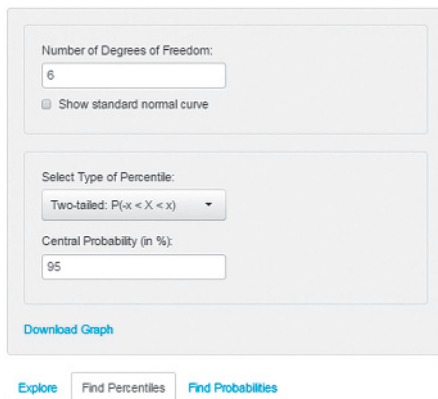 Number of Degrees of Freedom:
6
Show standard normal curve
Select Type of Percentile:
Two-tailed: P(-x < X < x)
Central Probability (in %):
95
Download Graph
Explore Find Percentiles Find Probabilities